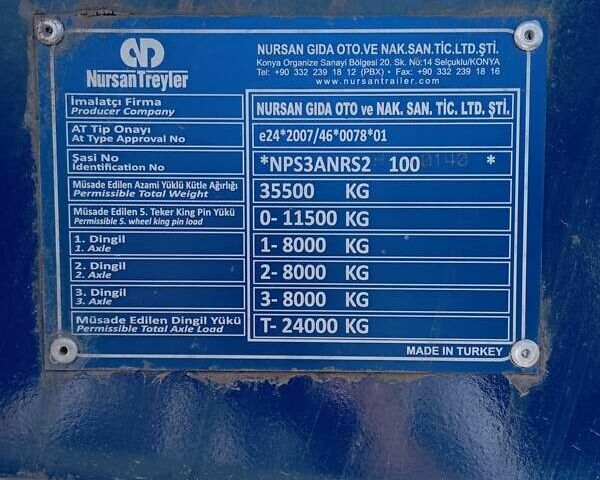 NursanTreyler
NURSAN GIDA OTO.VE NAK.SAN.TİC.LTD.ŞTİ.
Konya Organize Sanayi Bölgesi 20. Sk. No:14 Selçuklu/KONYA
Tel: +90 332 239 18 12 (PBX) • Fax: +90 332 239 18 16
www.nursantrailer.com
İmalatçı Firma
Producer Company
NURSAN GIDA OTO ve NAK. SAN. TİC. LTD. ŞTİ.
AT Tip Onayı
At Type Approval No
e24*2007/46*0078*01
Şasi No
Identification No
*NPS3ANRS2 100 0140 *
Müsade Edilen Azami Yüklü Kütle Ağırlığı
Permissible Total Weight
35500 KG
Müsade Edilen 5. Teker King Pin Yükü
Permissible 5. wheel king pin load
0- 11500 KG
1. Dingil
1. Axle
1- 8000 KG
2. Dingil
2. Axle
2- 8000 KG
3. Dingil
3. Axle
3- 8000 KG
Müsade Edilen Dingil Yükü
Permissible Total Axle Load
T- 24000 KG
MADE IN TURKEY